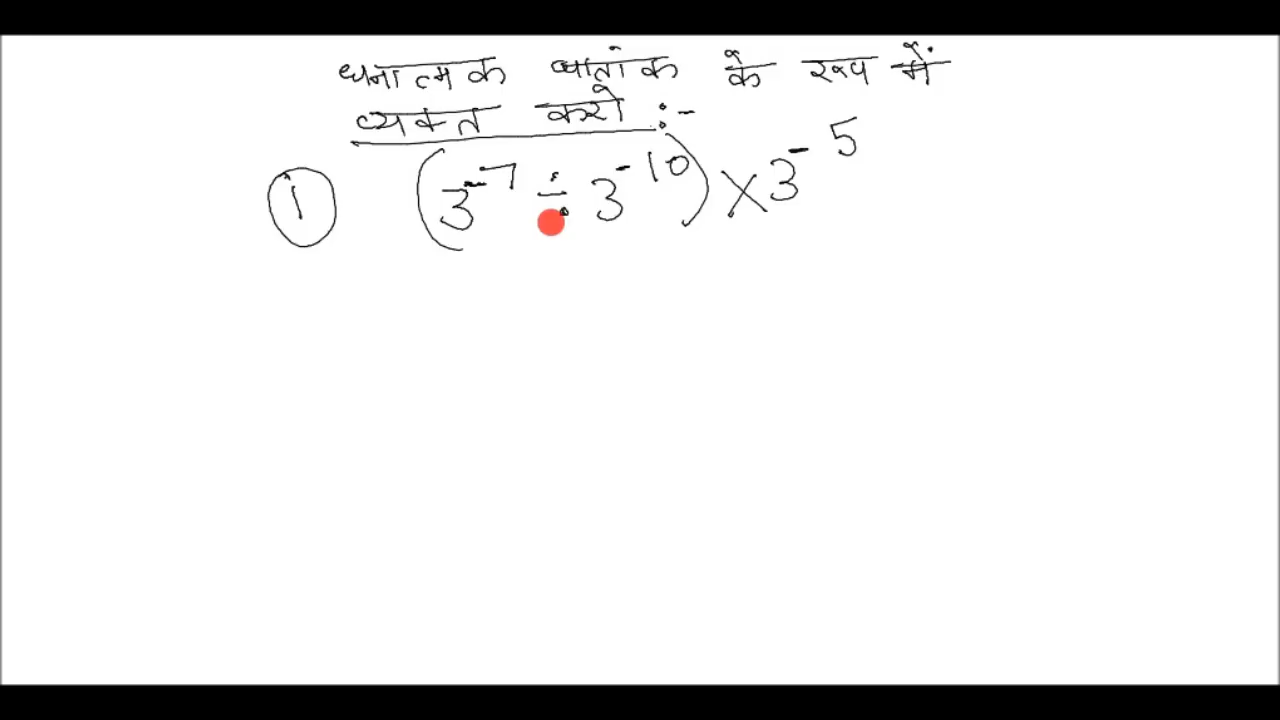 धनात्मक घातांक के रूप में
व्यक्त करो :-
① (3⁻⁷ ÷ 3⁻¹⁰) × 3⁻⁵